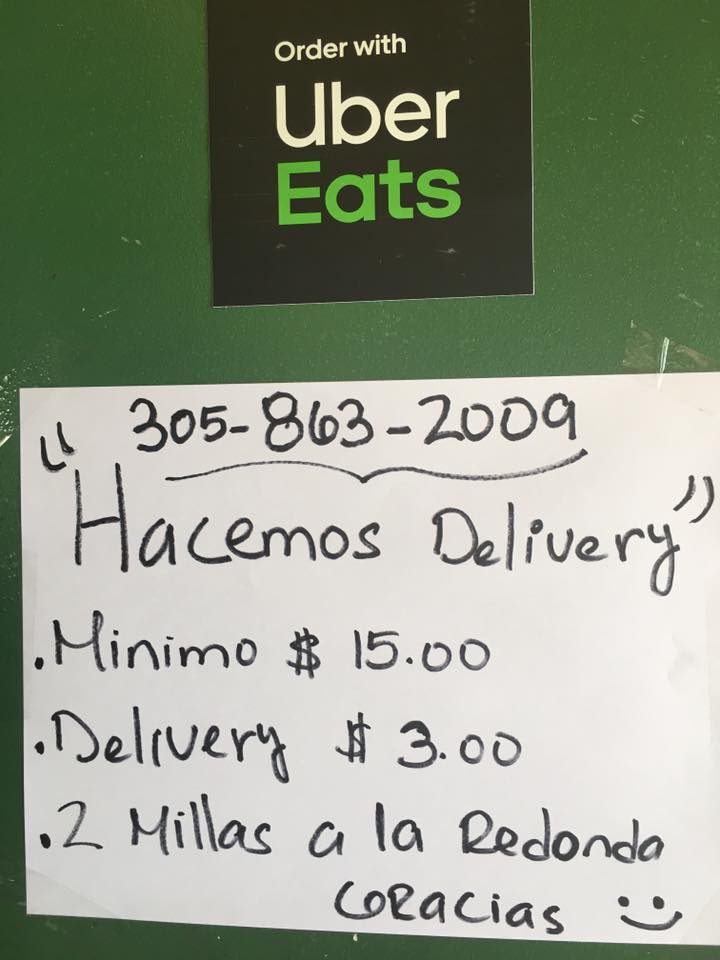 Order with
Uber
Eats
305-863-2009
"Hacemos Delivery"
.Minimo $ 15.00
.Delivery $ 3.00
.2 Millas a la Redonda
GRacias :)